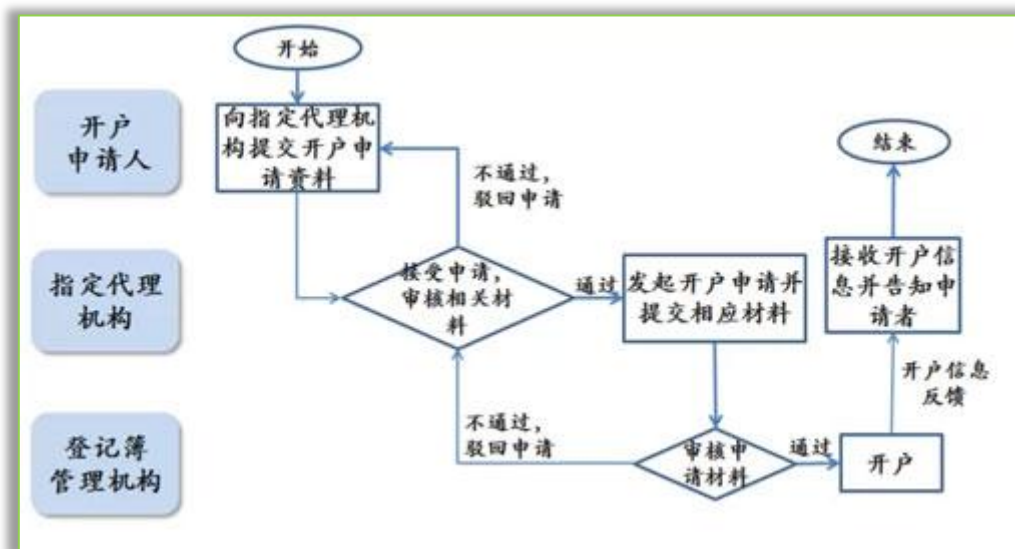 开始
开户
申请人
向指定代理机
构提交开户申
请资料
不通过，
驳回申请
结束
指定代理
机构
接受申请，
审核相关材
料
通过
发起开户申请并
提交相应材料
接收开户信
息并告知申
请者
开户信息
反馈
登记簿
管理机构
不通过，
驳回申请
审核申
请材料
通过
开户